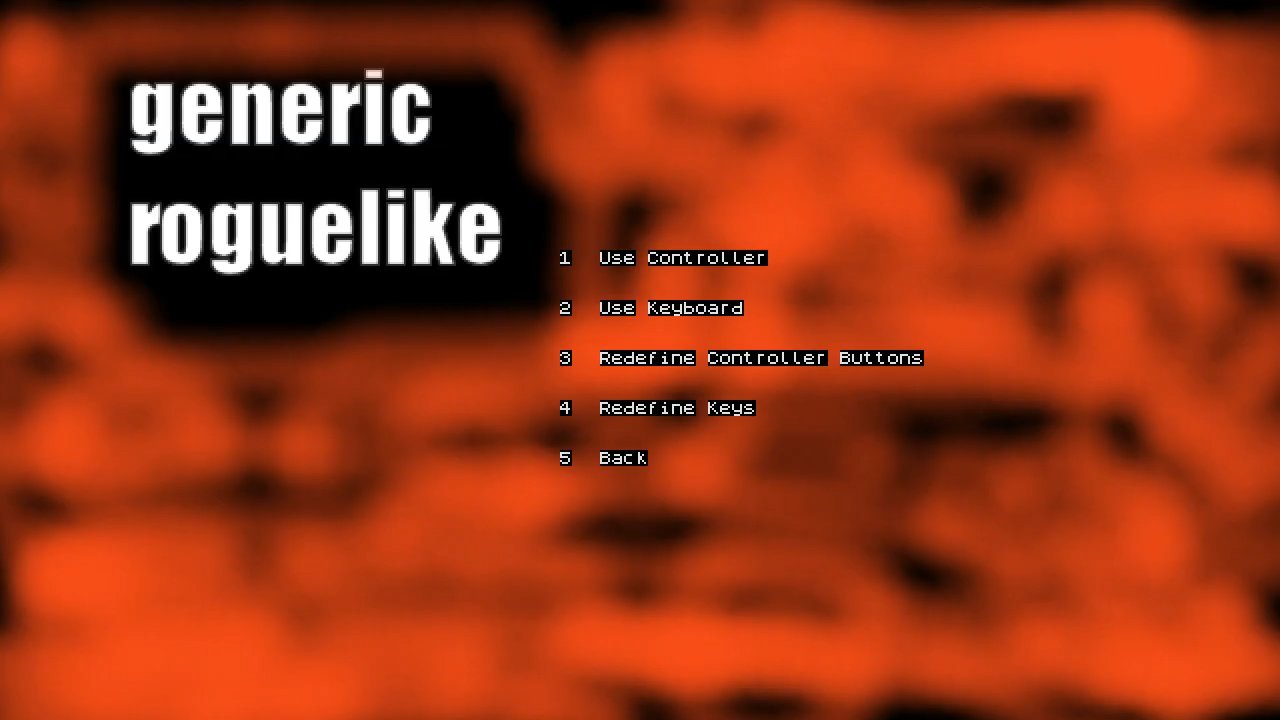 generic
roguelike
1 Use Controller
2 Use Keyboard
3 Redefine Controller Buttons
4 Redefine Keys
5 Back